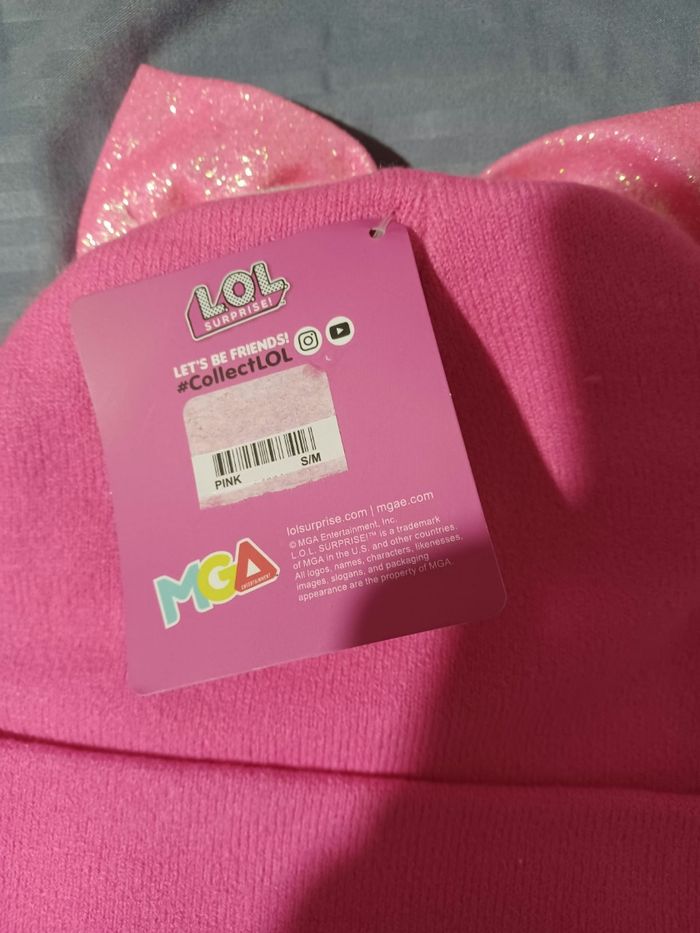 L.O.L.
SURPRISE!
LET'S BE FRIENDS!
#CollectLOL
PINK S/M
lolsurprise.com | mgae.com
© MGA Entertainment, Inc.
L.O.L. SURPRISE!™ is a trademark
of MGA in the U.S. and other countries.
All logos, names, characters, likenesses,
images, slogans, and packaging
appearance are the property of MGA.
MGA
ENTERTAINMENT